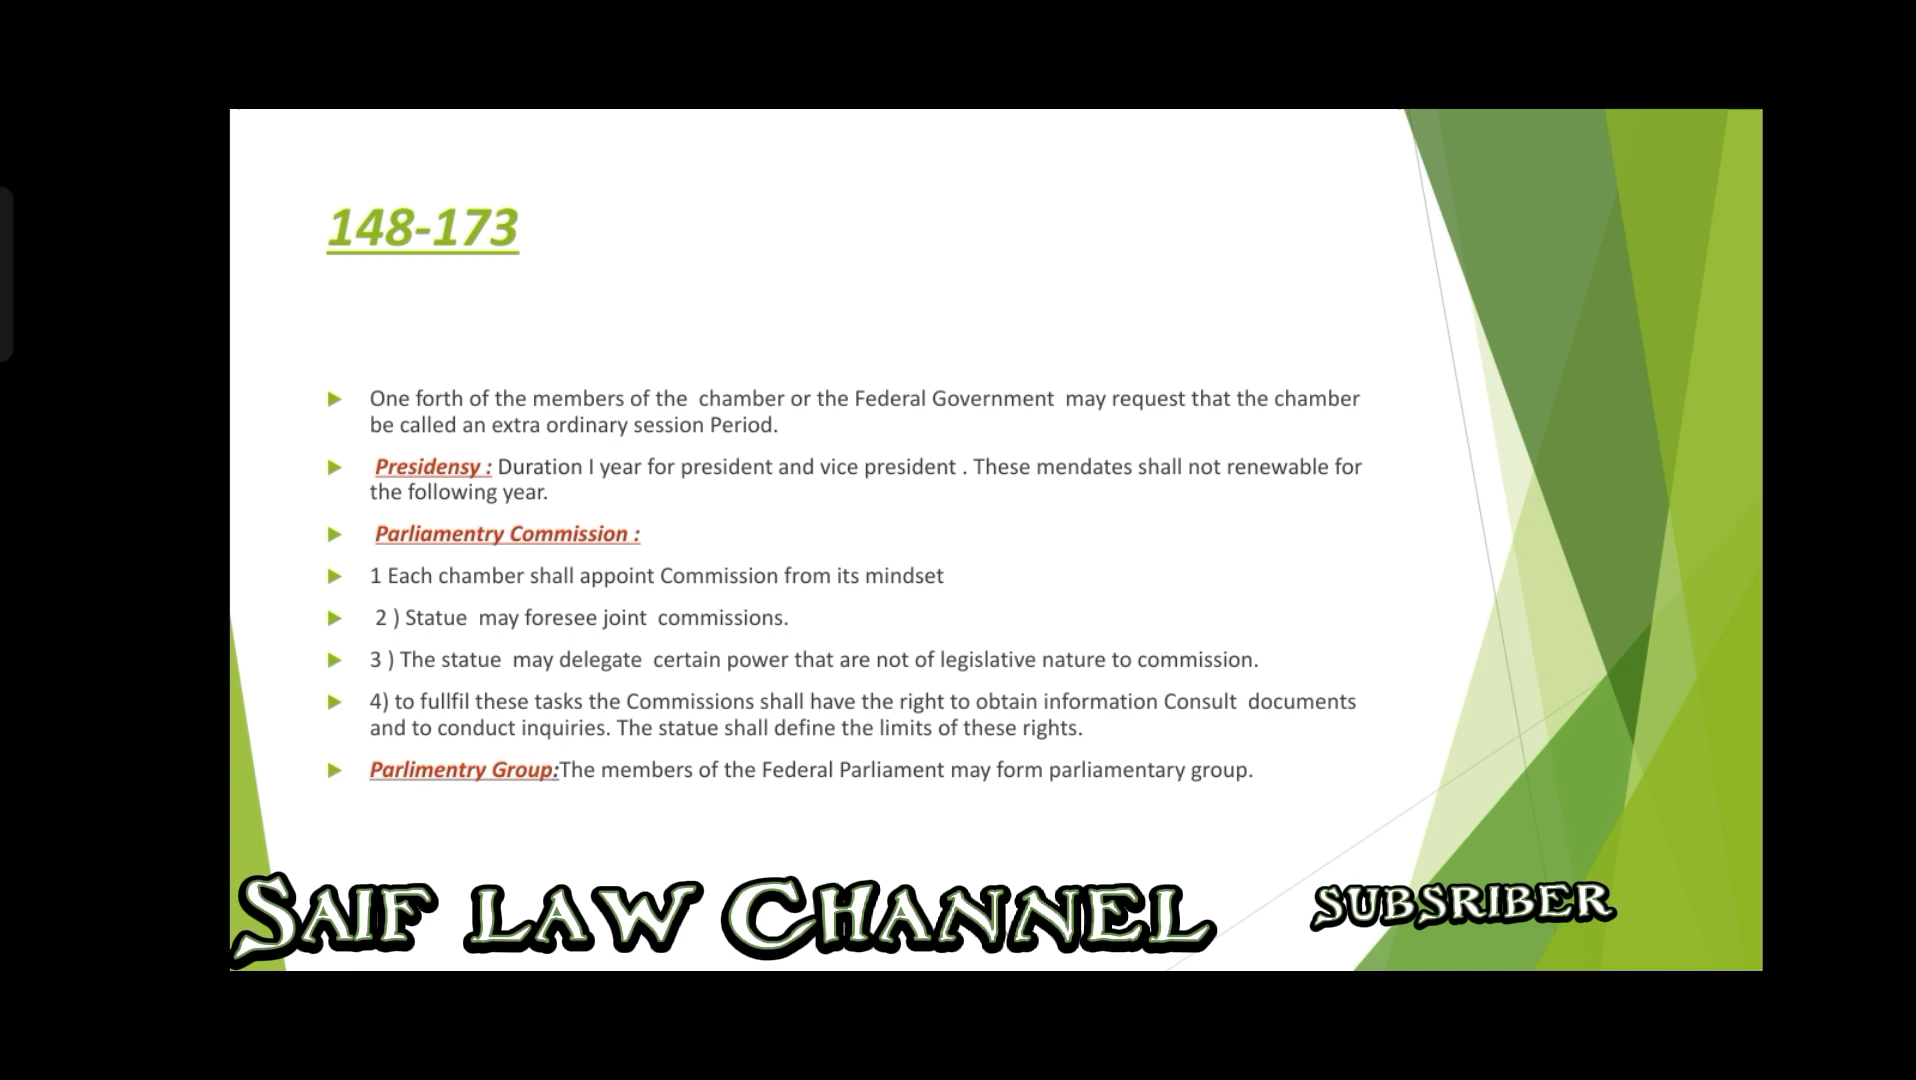 148-173
One forth of the members of the chamber or the Federal Government may request that the chamber
be called an extra ordinary session Period.
Presidensy : Duration I year for president and vice president . These mendates shall not renewable for
the following year.
Parliamentry Commission :
1 Each chamber shall appoint Commission from its mindset
2 ) Statue may foresee joint commissions.
3 ) The statue may delegate certain power that are not of legislative nature to commission.
4) to fullfil these tasks the Commissions shall have the right to obtain information Consult documents
and to conduct inquiries. The statue shall define the limits of these rights.
Parlimentry Group:The members of the Federal Parliament may form parliamentary group.
SAIF LAW CHANNEL
SUBSRIBER